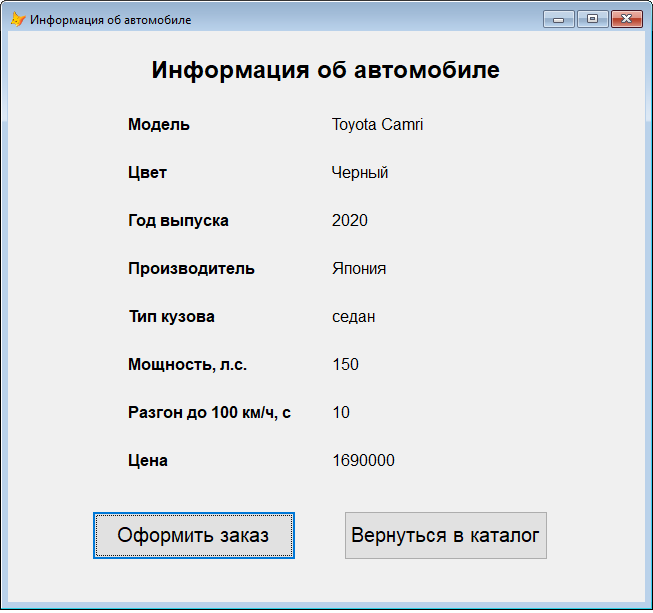 Информация об автомобиле
Информация об автомобиле
Модель Toyota Camri
Цвет Черный
Год выпуска 2020
Производитель Япония
Тип кузова седан
Мощность, л.с. 150
Разгон до 100 км/ч, с 10
Цена 1690000
Оформить заказ Вернуться в каталог